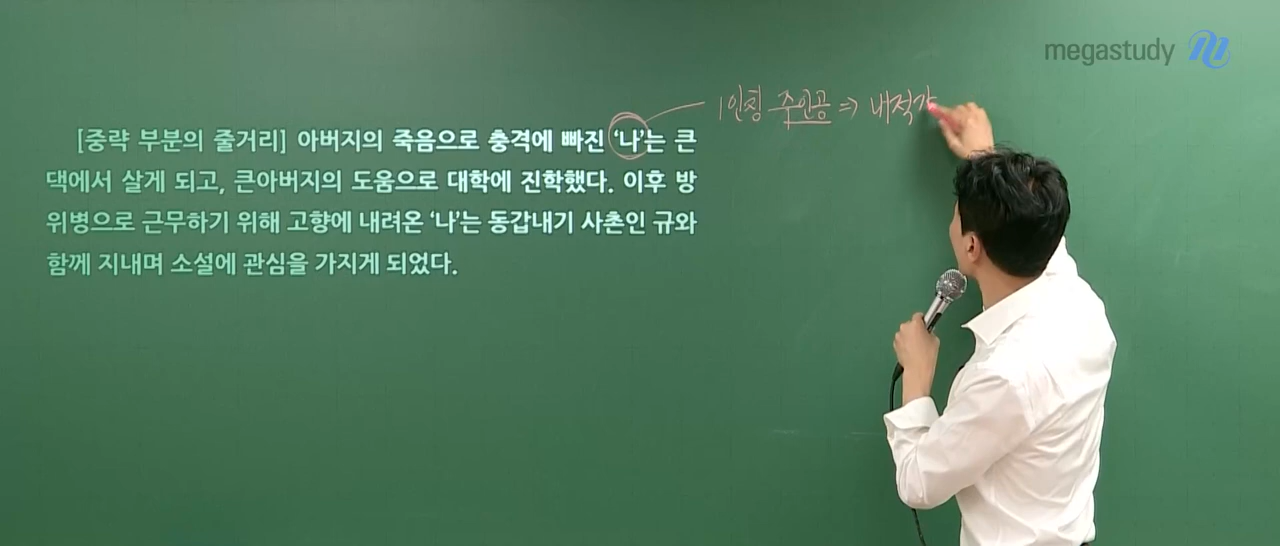 megastudy
1인칭 주인공 ⇒ 내적
[중략 부분의 줄거리] 아버지의 죽음으로 충격에 빠진 ‘나’는 큰
댁에서 살게 되고, 큰아버지의 도움으로 대학에 진학했다. 이후 방
위병으로 근무하기 위해 고향에 내려온 ‘나’는 동갑내기 사촌인 규와
함께 지내며 소설에 관심을 가지게 되었다.